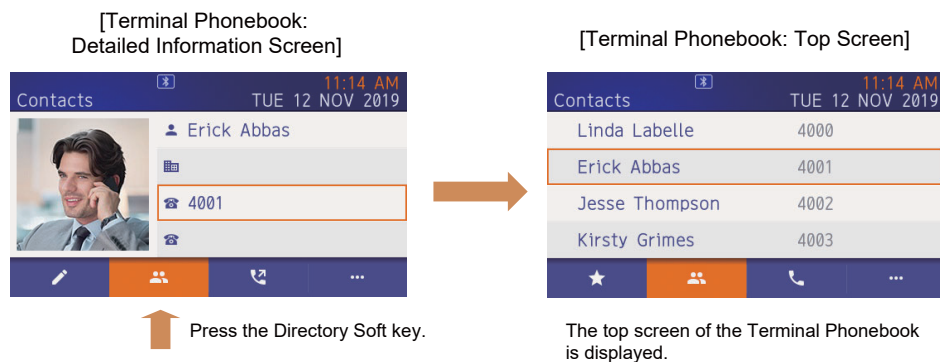 [Terminal Phonebook:
Detailed Information Screen]
11:14 AM
Contacts
TUE 12 NOV 2019
Erick Abbas
4001
Press the Directory Soft key.
[Terminal Phonebook: Top Screen]
11:14 AM
Contacts
TUE 12 NOV 2019
Linda Labelle 4000
Erick Abbas 4001
Jesse Thompson 4002
Kirsty Grimes 4003
The top screen of the Terminal Phonebook
is displayed.